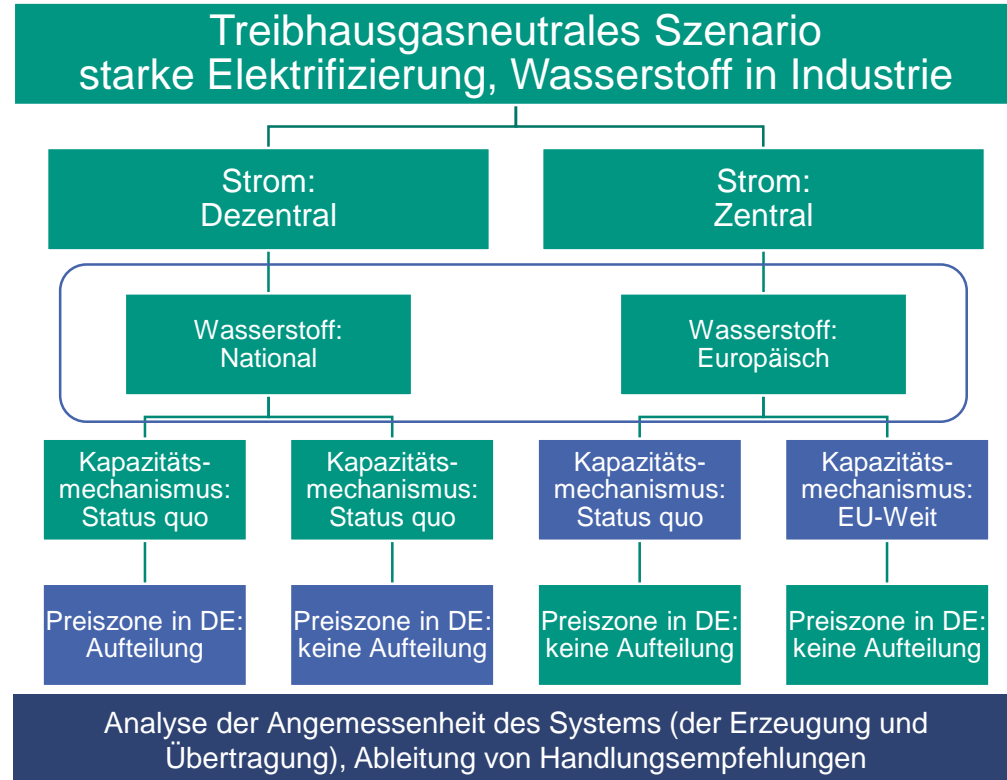 Treibhausgasneutrales Szenario
starke Elektrifizierung, Wasserstoff in Industrie
Strom:
Dezentral
Strom:
Zentral
Wasserstoff:
National
Wasserstoff:
Europäisch
Kapazitäts-
mechanismus:
Status quo
Kapazitäts-
mechanismus:
Status quo
Kapazitäts-
mechanismus:
Status quo
Kapazitäts-
mechanismus:
EU-Weit
Preiszone in DE:
Aufteilung
Preiszone in DE:
keine Aufteilung
Preiszone in DE:
keine Aufteilung
Preiszone in DE:
keine Aufteilung
Analyse der Angemessenheit des Systems (der Erzeugung und
Übertragung), Ableitung von Handlungsempfehlungen